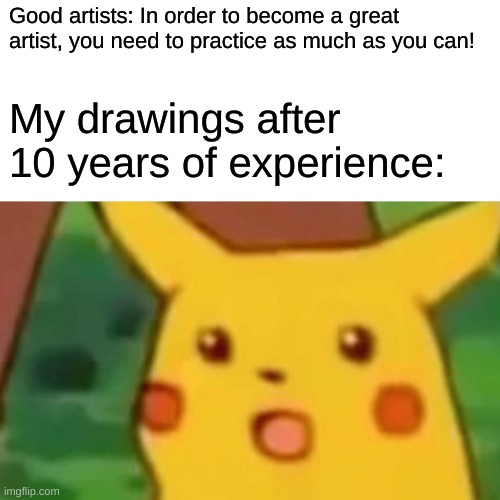 Good artists: In order to become a great
artist, you need to practice as much as you can!
My drawings after
10 years of experience:
imgflip.com